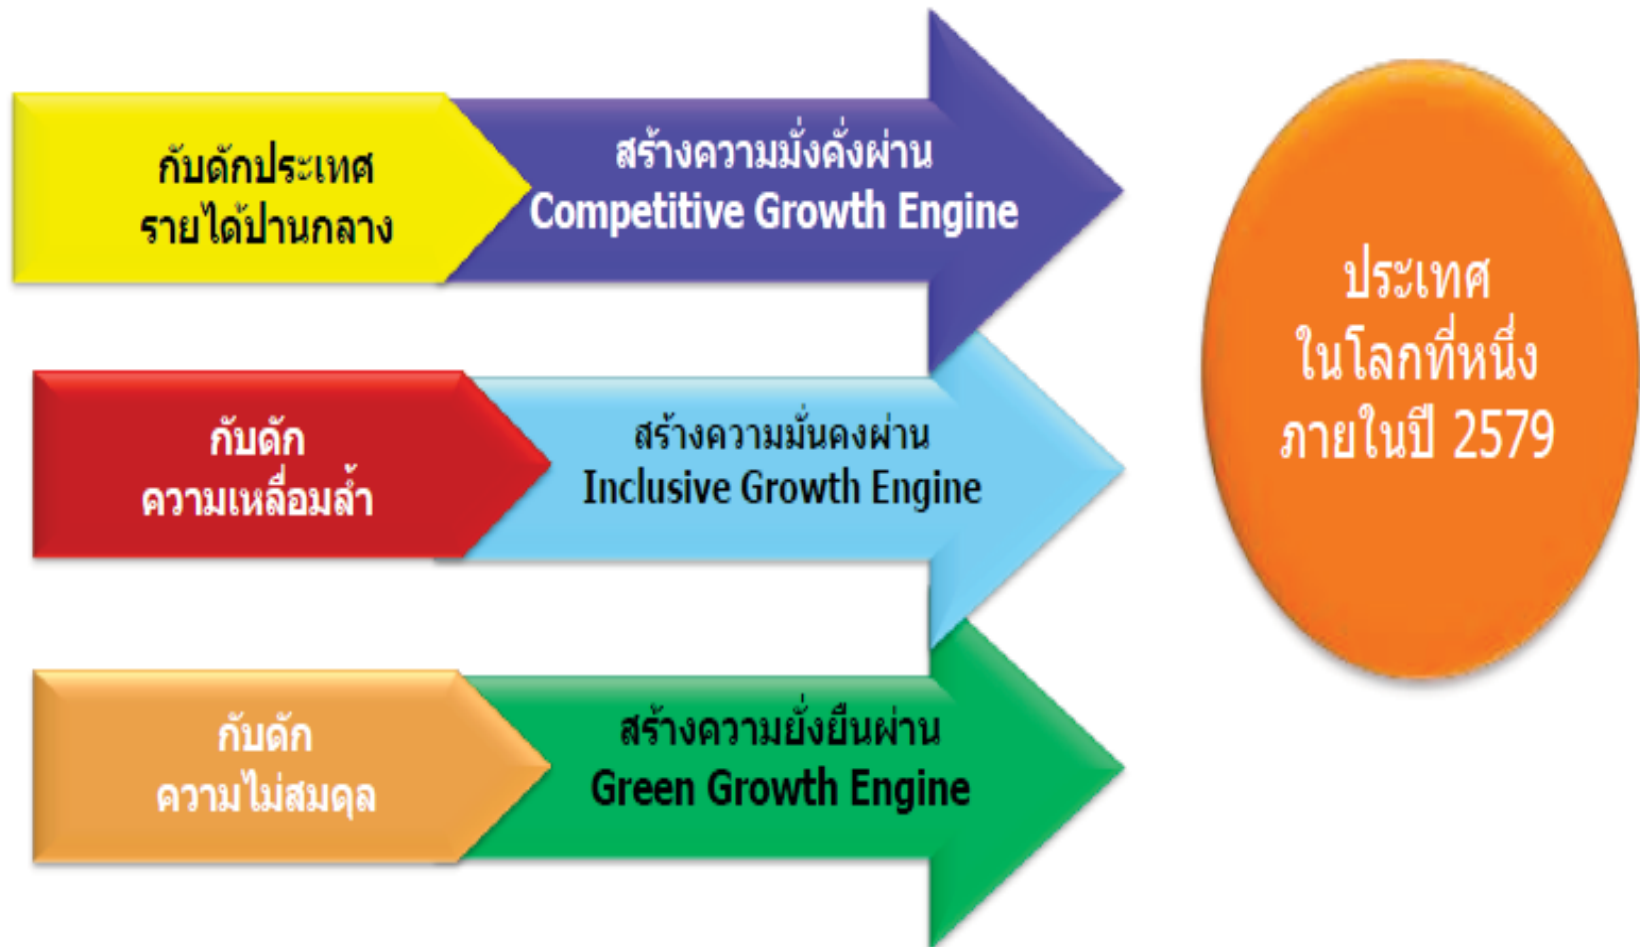 กับดักประเทศ
รายได้ปานกลาง
สร้างความมั่งคั่งผ่าน
Competitive Growth Engine
กับดัก
ความเหลื่อมล้ำ
สร้างความมั่นคงผ่าน
Inclusive Growth Engine
กับดัก
ความไม่สมดุล
สร้างความยั่งยืนผ่าน
Green Growth Engine
ประเทศ
ในโลกที่หนึ่ง
ภายในปี 2579